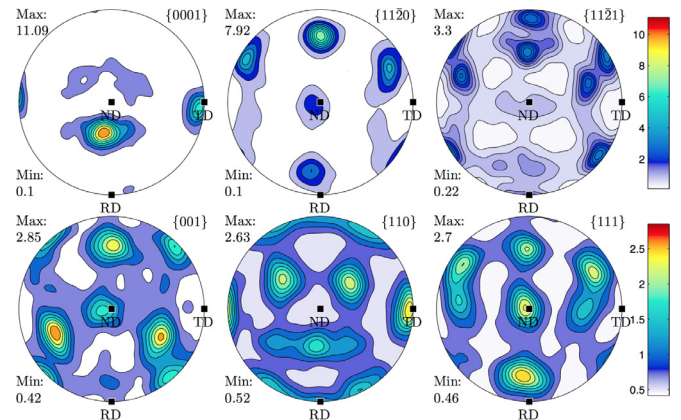 Max: {0001} Max: {11$\bar{2}$0} Max: {11$\bar{2}$1}
11.09 7.92 3.3
10
8
6
4
2
ND TD ND TD ND TD
Min: Min: Min:
0.1 0.1 0.22
RD RD RD
Max: {001} Max: {110} Max: {111}
2.85 2.63 2.7
2.5
2
1.5
1
0.5
ND TD ND TD ND TD
Min: Min: Min:
0.42 0.52 0.46
RD RD RD